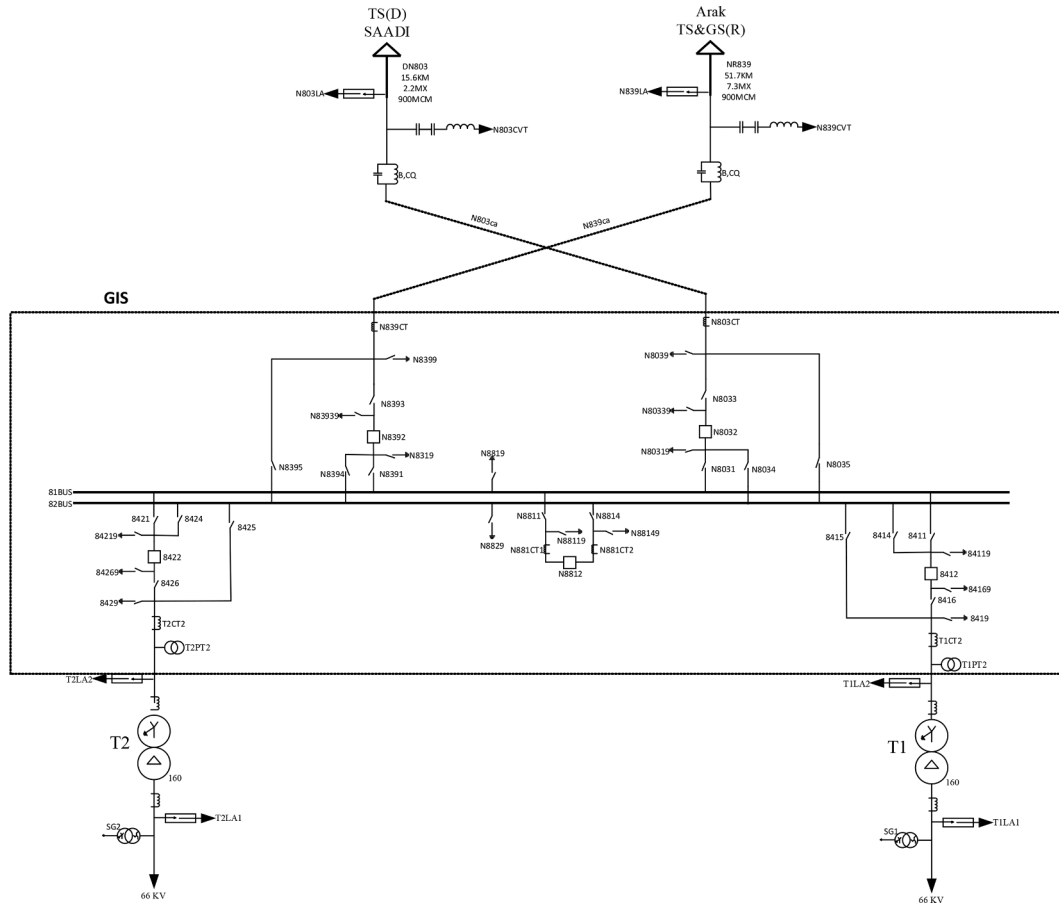 TS(D)
SAADI
Arak
TS&GS(R)
DN803
15.6KM
2.2MX
900MCM
NR839
51.7KM
7.3MX
900MCM
N803LA
N839LA
N803CVT
N839CVT
B,CQ
B,CQ
N803ca
N839ca
GIS
N839CT
N803CT
N8399
N8039
N8393
N8033
N83939
N80339
N8392
N8032
N8319
N80319
N8395
N8394
N8391
N8819
N8031
N8034
N8035
81BUS
82BUS
8421
8424
8425
N8811
N8814
8415
8414
8411
84219
N88119
N88149
N8829
N881CT1
N881CT2
N8812
8422
84119
84269
8426
8412
84169
8429
8416
8419
T2CT2
T1CT2
T2PT2
T1PT2
T2LA2
T1LA2
T2
T1
160
160
T2LA1
T1LA1
SG2
SG1
66 KV
66 KV